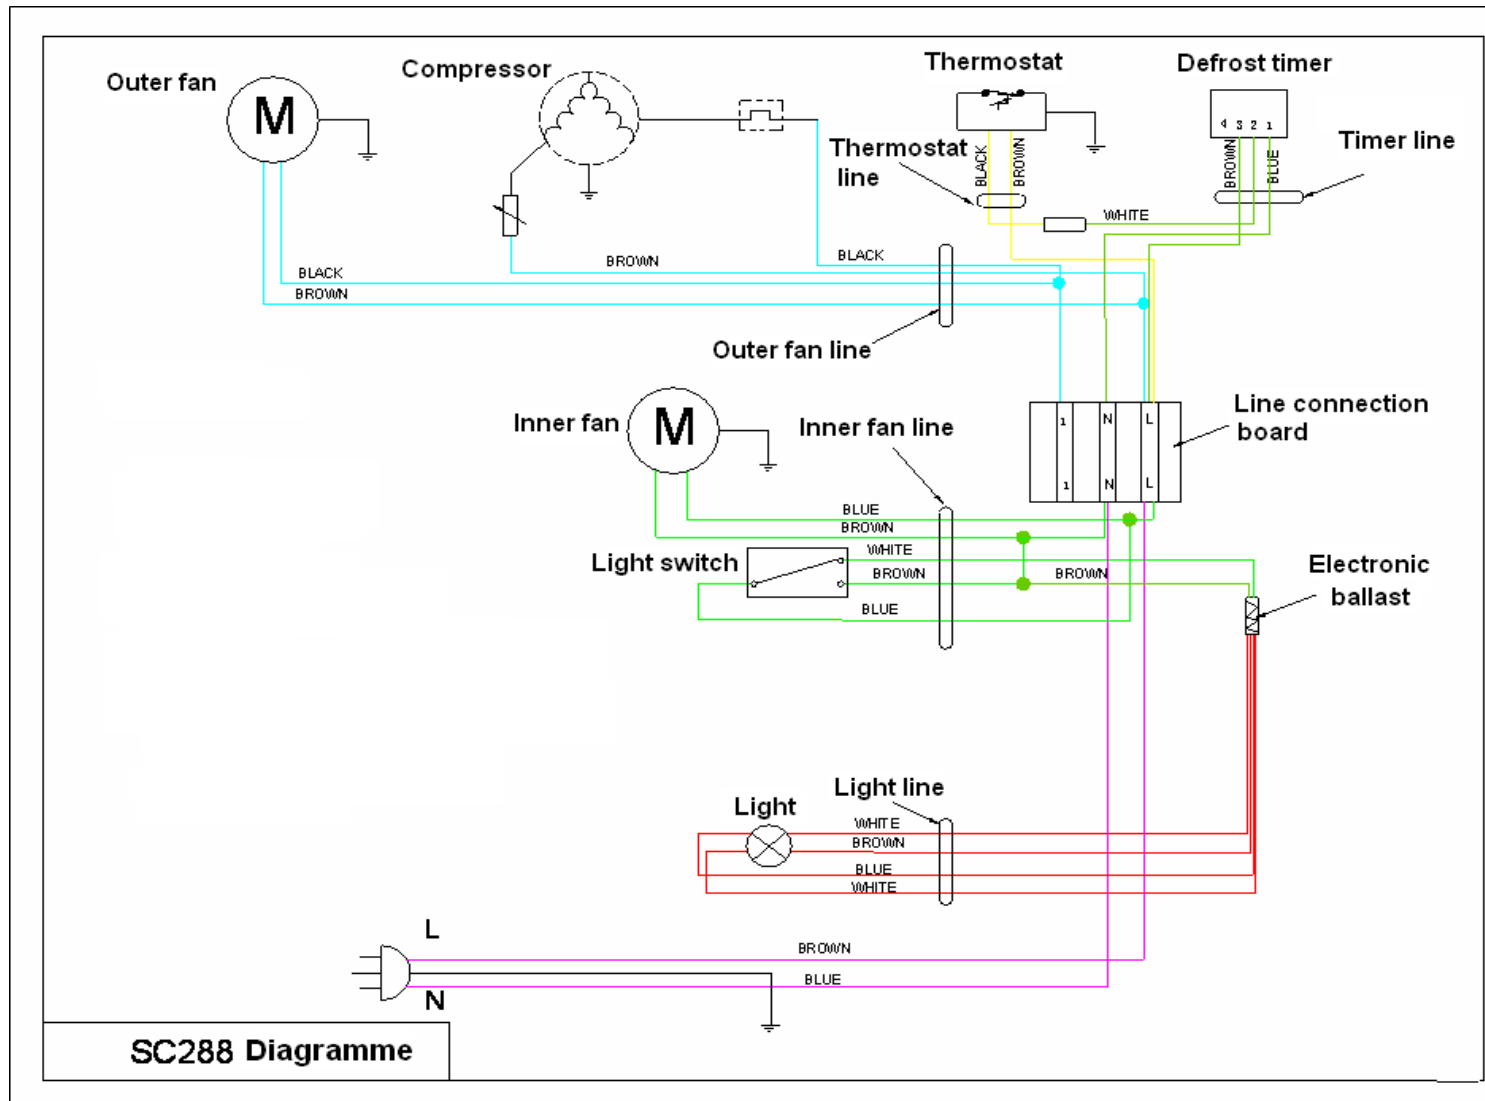 Outer fan
Compressor
Thermostat
Defrost timer
M
4 3 2 1
Thermostat
line
BLACK
BROWN
BROWN
BLUE
Timer line
WHITE
BLACK
BROWN
BROWN
BLACK
Outer fan line
Inner fan
M
Inner fan line
Line connection
board
1 N L
1 N L
BLUE
BROWN
Light switch
WHITE
BROWN
BROWN
BLUE
Electronic
ballast
Light
Light line
WHITE
BROWN
BLUE
WHITE
L
BROWN
BLUE
N
SC288 Diagramme